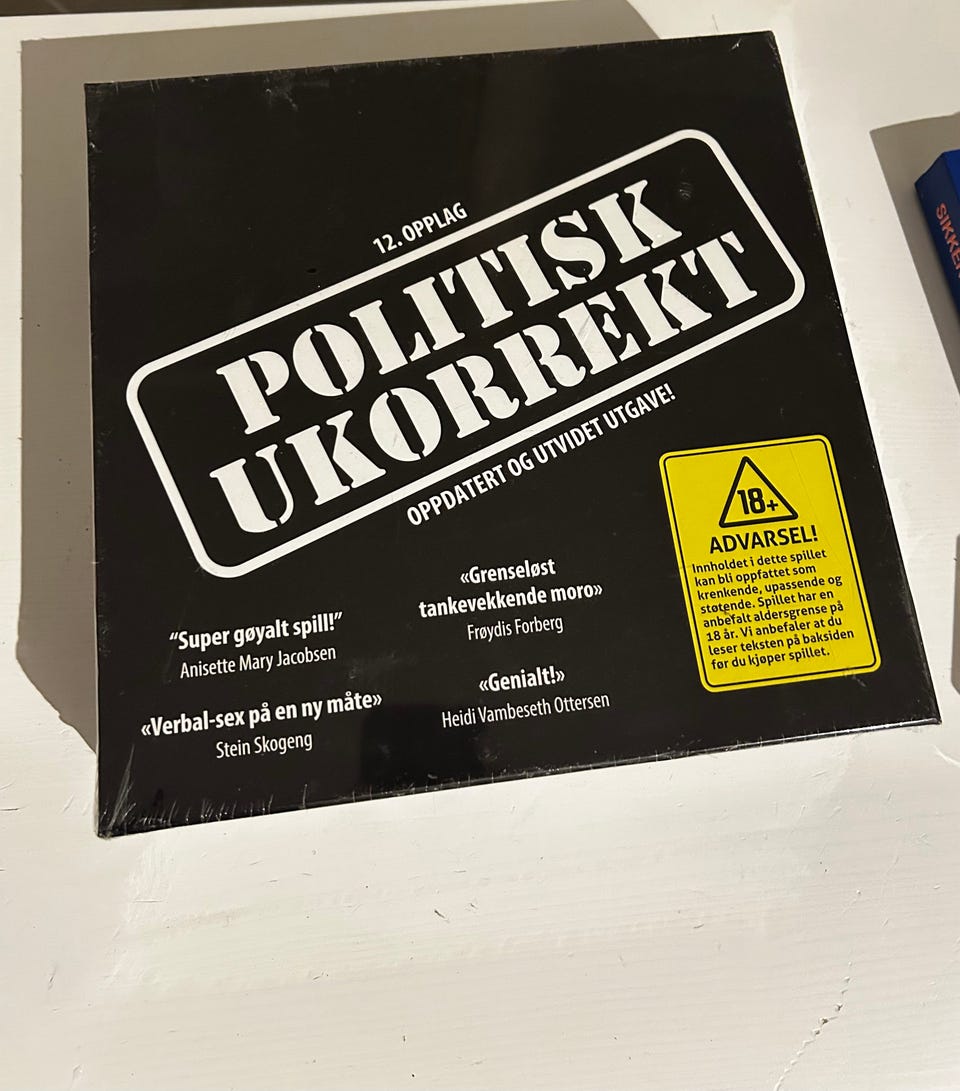 12. OPPLAG
POLITISK
UKORREKT
OPPDATERT OG UTVIDET UTGAVE!
“Super gøyalt spill!”
Anisette Mary Jacobsen
«Verbal-sex på en ny måte»
Stein Skogeng
«Grenseløst
tankevekkende moro»
Frøydis Forberg
«Genialt!»
Heidi Vambeseth Ottersen
18+
ADVARSEL!
Innholdet i dette spillet
kan bli oppfattet som
krenkende, upassende og
støtende. Spillet har en
anbefalt aldersgrense på
18 år. Vi anbefaler at du
leser teksten på baksiden
før du kjøper spillet.